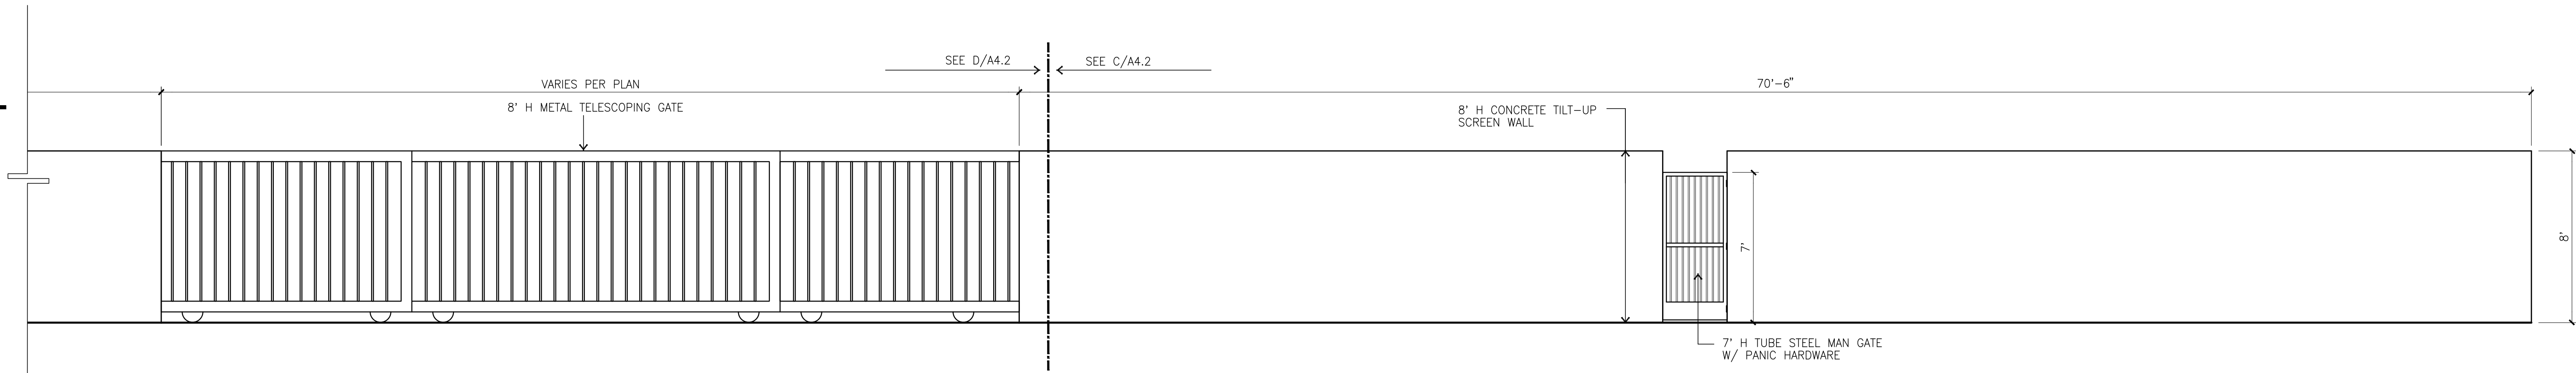 SEE D/A4.2
SEE C/A4.2
VARIES PER PLAN
70'-6"
8' H METAL TELESCOPING GATE
8' H CONCRETE TILT-UP
SCREEN WALL
7'
8'
7' H TUBE STEEL MAN GATE
W/ PANIC HARDWARE